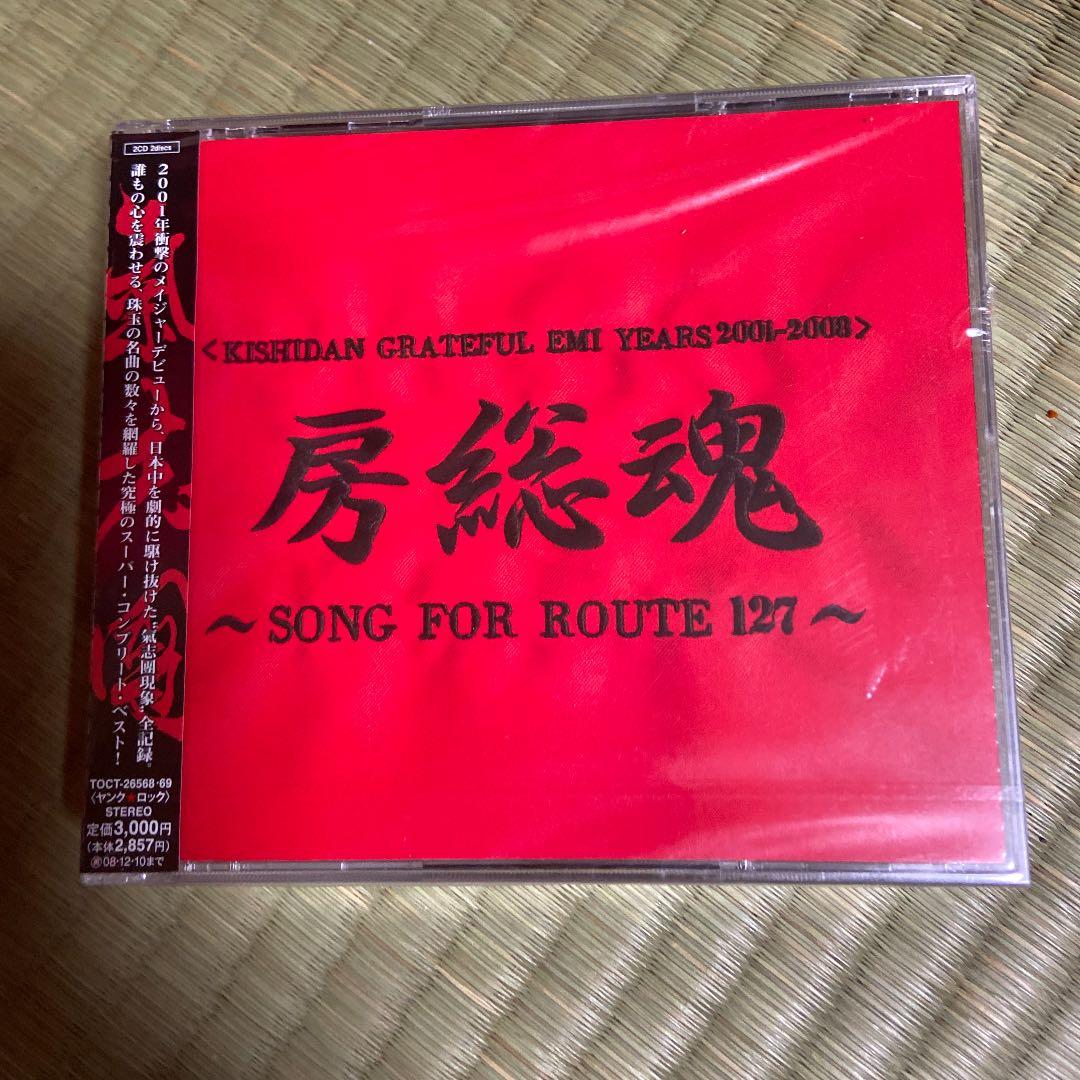 2CD 2discs
2001年衝撃のメイジャーデビューから、日本中を劇的に駆け抜けた“氣志團現象”全記録。
誰もの心を震わせる、珠玉の名曲の数々を網羅した究極のスーパー・コンプリート・ベスト!
氣志團
TOCT-26568・69
〈ヤンク★ロック〉
STEREO
定価3,000円
(本体2,857円)
再08・12・10まで
<KISHIDAN GRATEFUL EMI YEARS 2001-2008>
房総魂
~SONG FOR ROUTE 127~